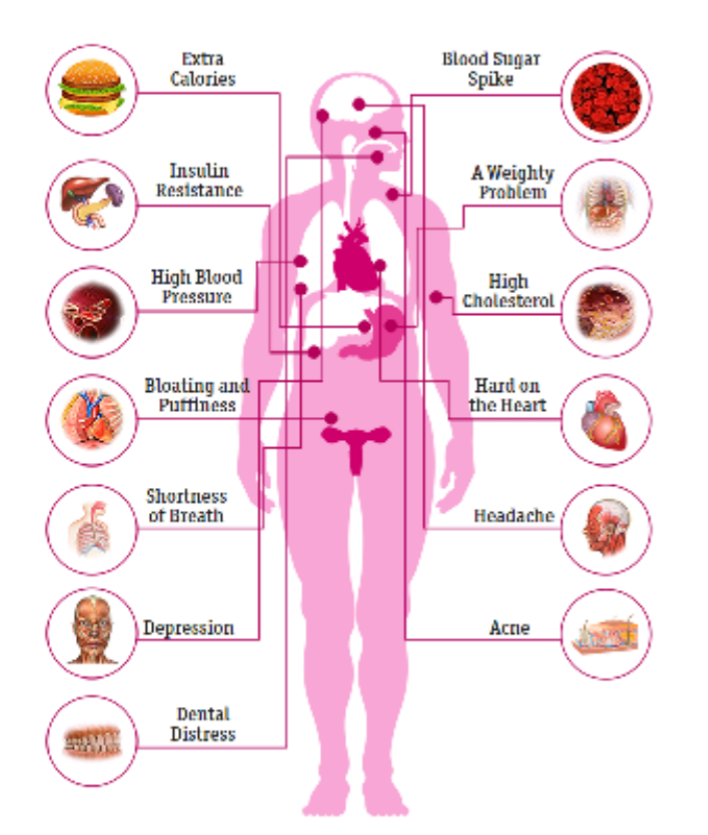 Extra
Calories
Insulin
Resistance
High Blood
Pressure
Bloating and
Puffiness
Shortness
of Breath
Depression
Dental
Distress
Blood Sugar
Spike
A Weighty
Problem
High
Cholesterol
Hard on
the Heart
Headache
Acne